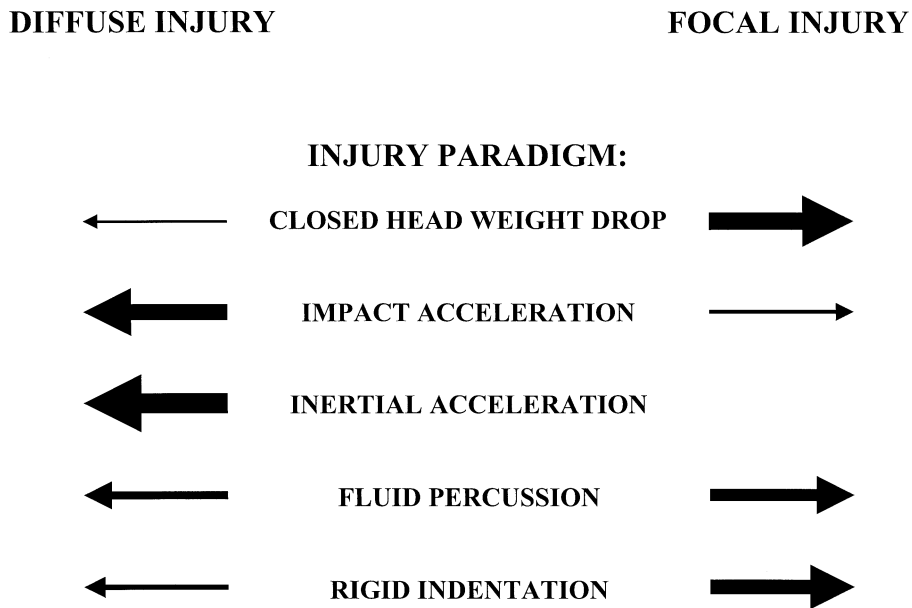 DIFFUSE INJURY
FOCAL INJURY
INJURY PARADIGM:
CLOSED HEAD WEIGHT DROP
IMPACT ACCELERATION
INERTIAL ACCELERATION
FLUID PERCUSSION
RIGID INDENTATION